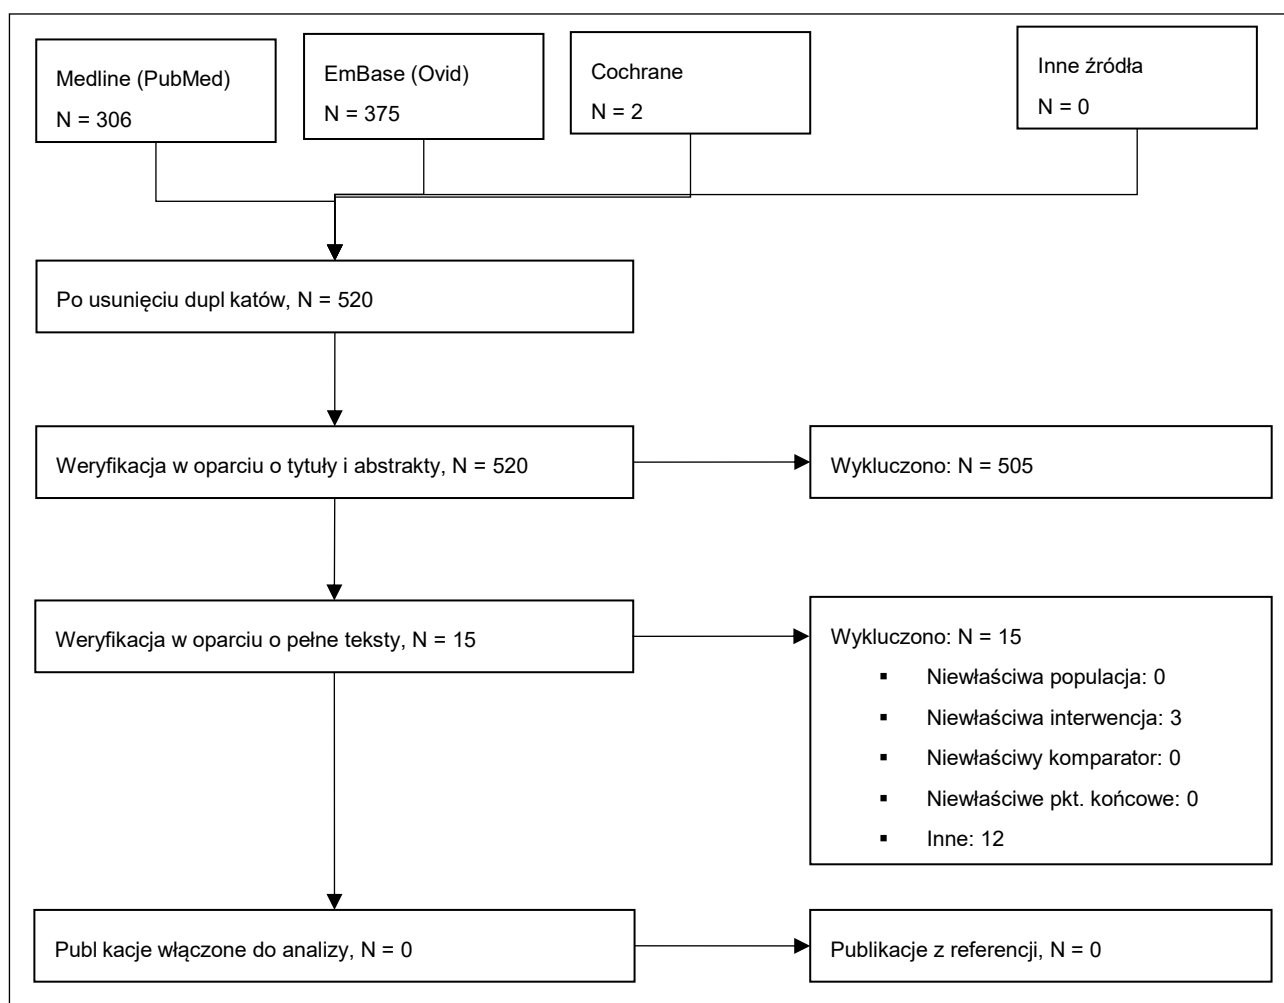 Medline (PubMed)
N = 306
EmBase (Ovid)
N = 375
Cochrane
N = 2
Inne źródła
N = 0
Po usunięciu dupl katów, N = 520
Weryfikacja w oparciu o tytuły i abstrakty, N = 520
Wykluczono: N = 505
Weryfikacja w oparciu o pełne teksty, N = 15
Wykluczono: N = 15
▪ Niewłaściwa populacja: 0
▪ Niewłaściwa interwencja: 3
▪ Niewłaściwy komparator: 0
▪ Niewłaściwe pkt. końcowe: 0
▪ Inne: 12
Publ kacje włączone do analizy, N = 0
Publikacje z referencji, N = 0